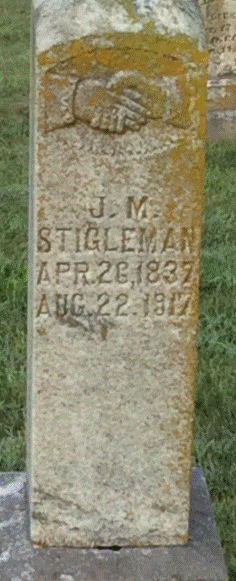 J. M.
STIGLEMAN
APR. 26, 1837
AUG. 22. 1917